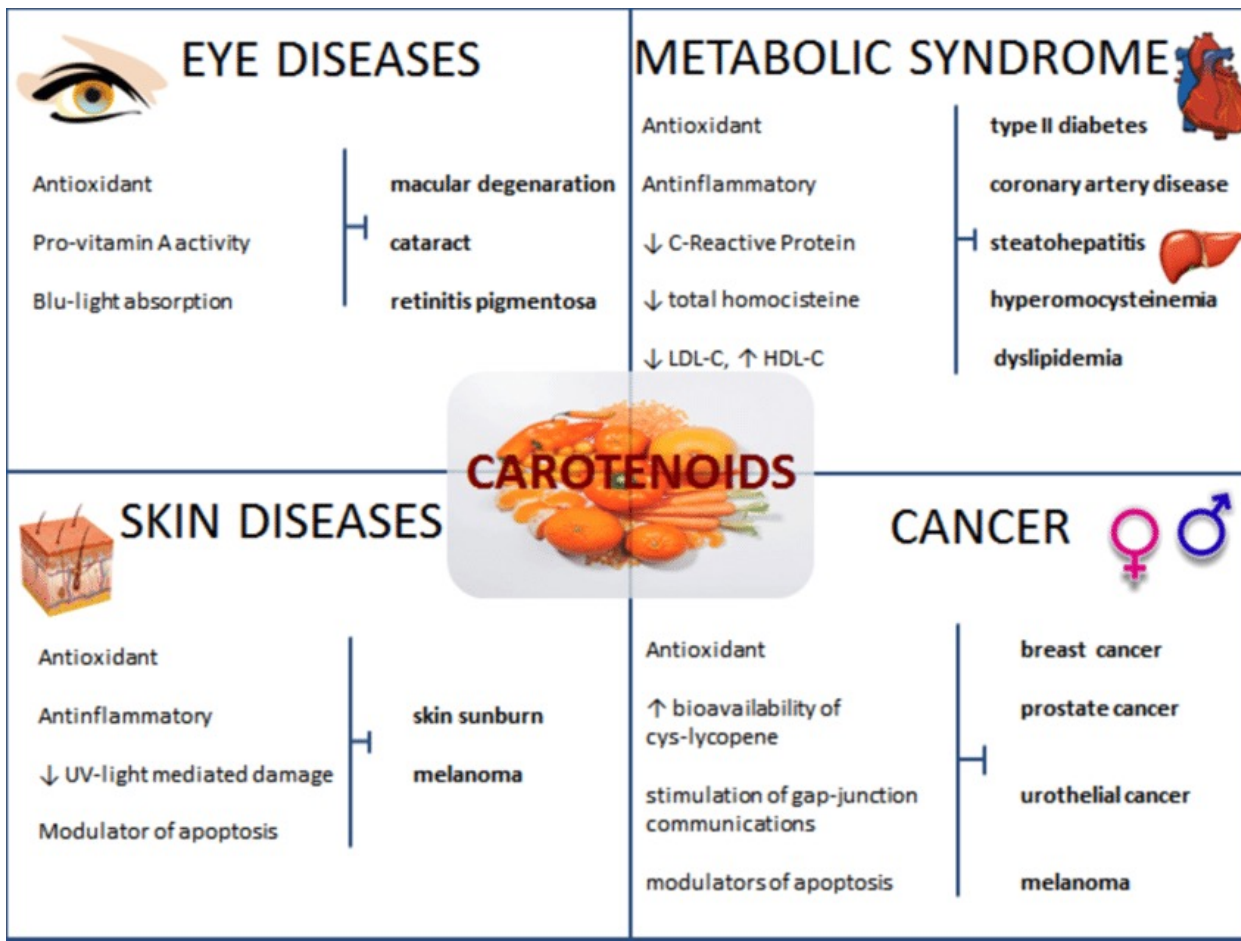 EYE DISEASES
Antioxidant
Pro-vitamin A activity
Blu-light absorption
macular degenaration
cataract
retinitis pigmentosa
METABOLIC SYNDROME
Antioxidant
Antinflammatory
↓ C-Reactive Protein
↓ total homocisteine
↓ LDL-C, ↑ HDL-C
type II diabetes
coronary artery disease
steatohepatitis
hyperomocysteinemia
dyslipidemia
CAROTENOIDS
SKIN DISEASES
Antioxidant
Antinflammatory
↓ UV-light mediated damage
Modulator of apoptosis
skin sunburn
melanoma
CANCER
Antioxidant
↑ bioavailability of
cys-lycopene
stimulation of gap-junction
communications
modulators of apoptosis
breast cancer
prostate cancer
urothelial cancer
melanoma